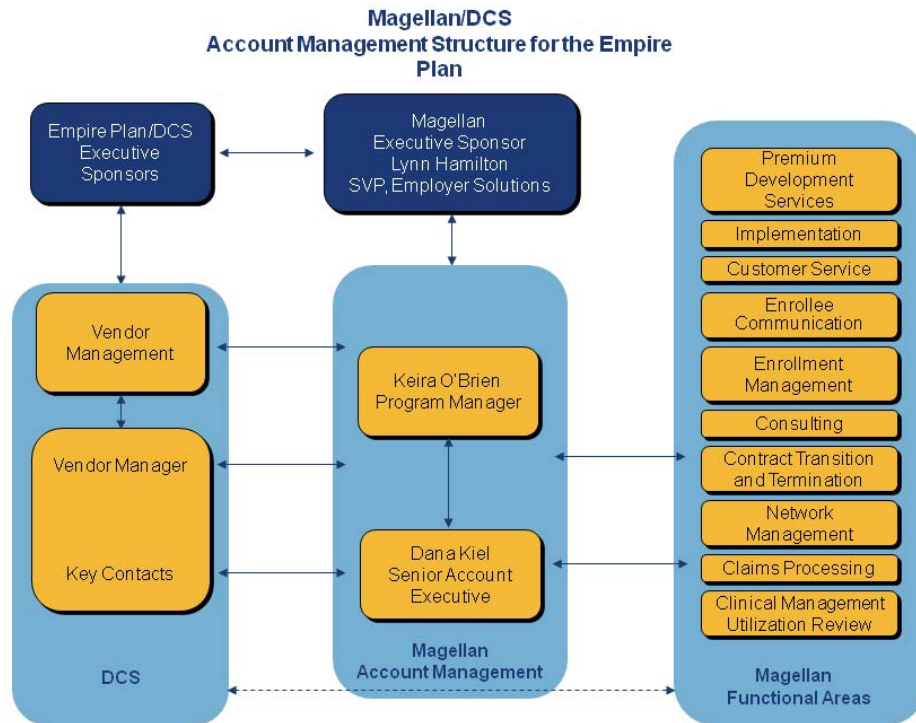 Magellan/DCS
Account Management Structure for the Empire
Plan
Empire Plan/DCS
Executive
Sponsors
Magellan
Executive Sponsor
Lynn Hamilton
SVP, Employer Solutions
Vendor
Management
Vendor Manager
Key Contacts
DCS
Keira O'Brien
Program Manager
Dana Kiel
Senior Account
Executive
Magellan
Account Management
Premium
Development
Services
Implementation
Customer Service
Enrollee
Communication
Enrollment
Management
Consulting
Contract Transition
and Termination
Network
Management
Claims Processing
Clinical Management
Utilization Review
Magellan
Functional Areas